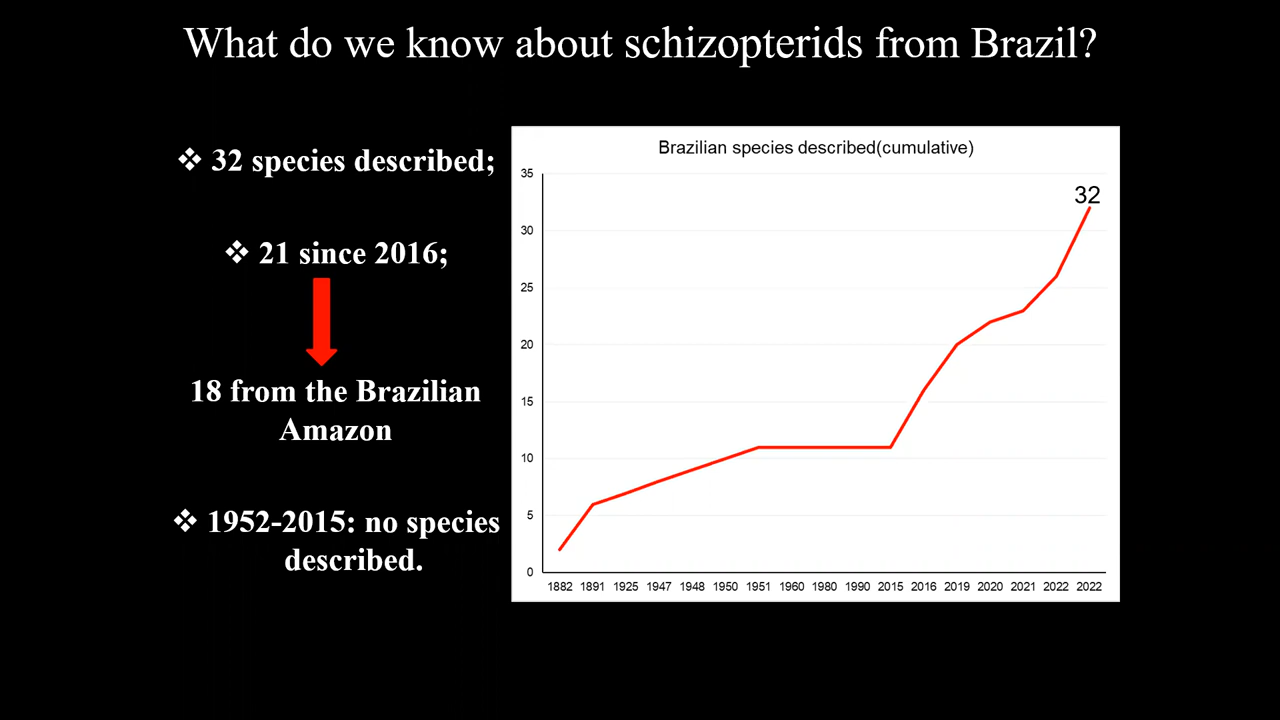 What do we know about schizopterids from Brazil?
❖ 32 species described;
❖ 21 since 2016;
18 from the Brazilian
Amazon
❖ 1952-2015: no species
described.
Brazilian species described(cumulative)
35
30
25
20
15
10
5
0
32
1882 1891 1925 1947 1948 1950 1951 1960 1980 1990 2015 2016 2019 2020 2021 2022 2022